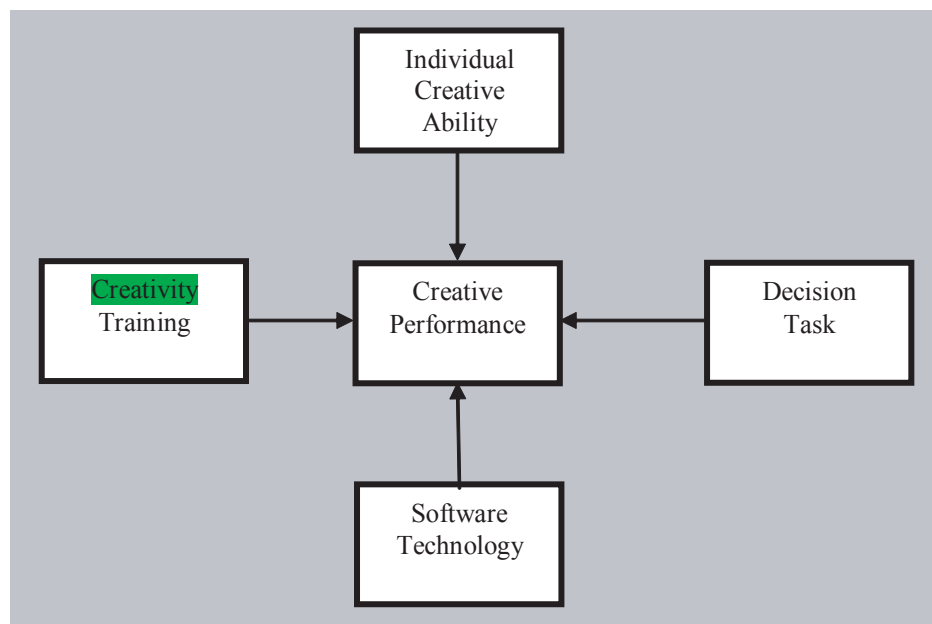 Individual
Creative
Ability
Creativity
Training
Creative
Performance
Decision
Task
Software
Technology